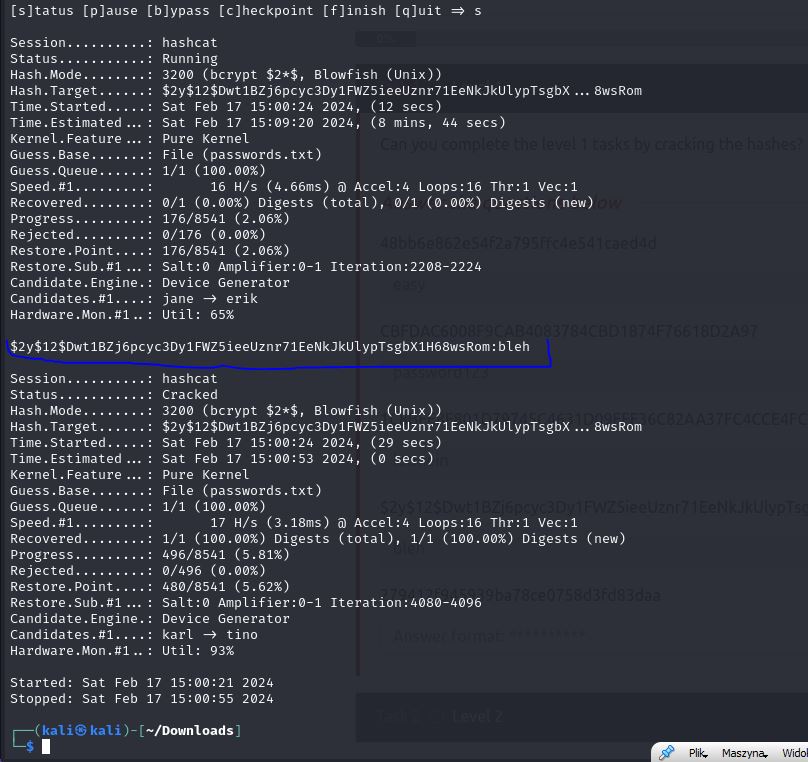 [s]tatus [p]ause [b]ypass [c]heckpoint [f]inish [q]uit => s
Session..........: hashcat
Status...........: Running
Hash.Mode........: 3200 (bcrypt $2*$, Blowfish (Unix))
Hash.Target......: $2y$12$Dwt1BZj6pcyc3Dy1FWZ5ieeUznr71EeNkJkUlypTsgbX...8wsRom
Time.Started.....: Sat Feb 17 15:00:24 2024, (12 secs)
Time.Estimated...: Sat Feb 17 15:09:20 2024, (8 mins, 44 secs)
Kernel.Feature...: Pure Kernel
Guess.Base.......: File (passwords.txt)
Guess.Queue......: 1/1 (100.00%)
Speed.#1.........: 16 H/s (4.66ms) @ Accel:4 Loops:16 Thr:1 Vec:1
Recovered........: 0/1 (0.00%) Digests (total), 0/1 (0.00%) Digests (new)
Progress.........: 176/8541 (2.06%)
Rejected.........: 0/176 (0.00%)
Restore.Point....: 176/8541 (2.06%)
Restore.Sub.#1...: Salt:0 Amplifier:0-1 Iteration:2208-2224
Candidate.Engine.: Device Generator
Candidates.#1....: jane -> erik
Hardware.Mon.#1..: Util: 65%
$2y$12$Dwt1BZj6pcyc3Dy1FWZ5ieeUznr71EeNkJkUlypTsgbX1H68wsRom:bleh
Session..........: hashcat
Status...........: Cracked
Hash.Mode........: 3200 (bcrypt $2*$, Blowfish (Unix))
Hash.Target......: $2y$12$Dwt1BZj6pcyc3Dy1FWZ5ieeUznr71EeNkJkUlypTsgbX...8wsRom
Time.Started.....: Sat Feb 17 15:00:24 2024, (29 secs)
Time.Estimated...: Sat Feb 17 15:00:53 2024, (0 secs)
Kernel.Feature...: Pure Kernel
Guess.Base.......: File (passwords.txt)
Guess.Queue......: 1/1 (100.00%)
Speed.#1.........: 17 H/s (3.18ms) @ Accel:4 Loops:16 Thr:1 Vec:1
Recovered........: 1/1 (100.00%) Digests (total), 1/1 (100.00%) Digests (new)
Progress.........: 496/8541 (5.81%)
Rejected.........: 0/496 (0.00%)
Restore.Point....: 480/8541 (5.62%)
Restore.Sub.#1...: Salt:0 Amplifier:0-1 Iteration:4080-4096
Candidate.Engine.: Device Generator
Candidates.#1....: karl -> tino
Hardware.Mon.#1..: Util: 93%
Started: Sat Feb 17 15:00:21 2024
Stopped: Sat Feb 17 15:00:55 2024
(kali㉿kali)-[~/Downloads]
$
Can you complete the level 1 tasks by cracking the hashes?
48bb6e862e54f2a795ffc4e541caed4d
easy
CBFDAC6008F9CAB4083784CBD1874F76618D2A97
password123
$2y$12$Dwt1BZj6pcyc3Dy1FWZ5ieeUznr71EeNkJkUlypTsg
bleh
Answer format: **********
Level 2
Plik
Maszyna
Widok